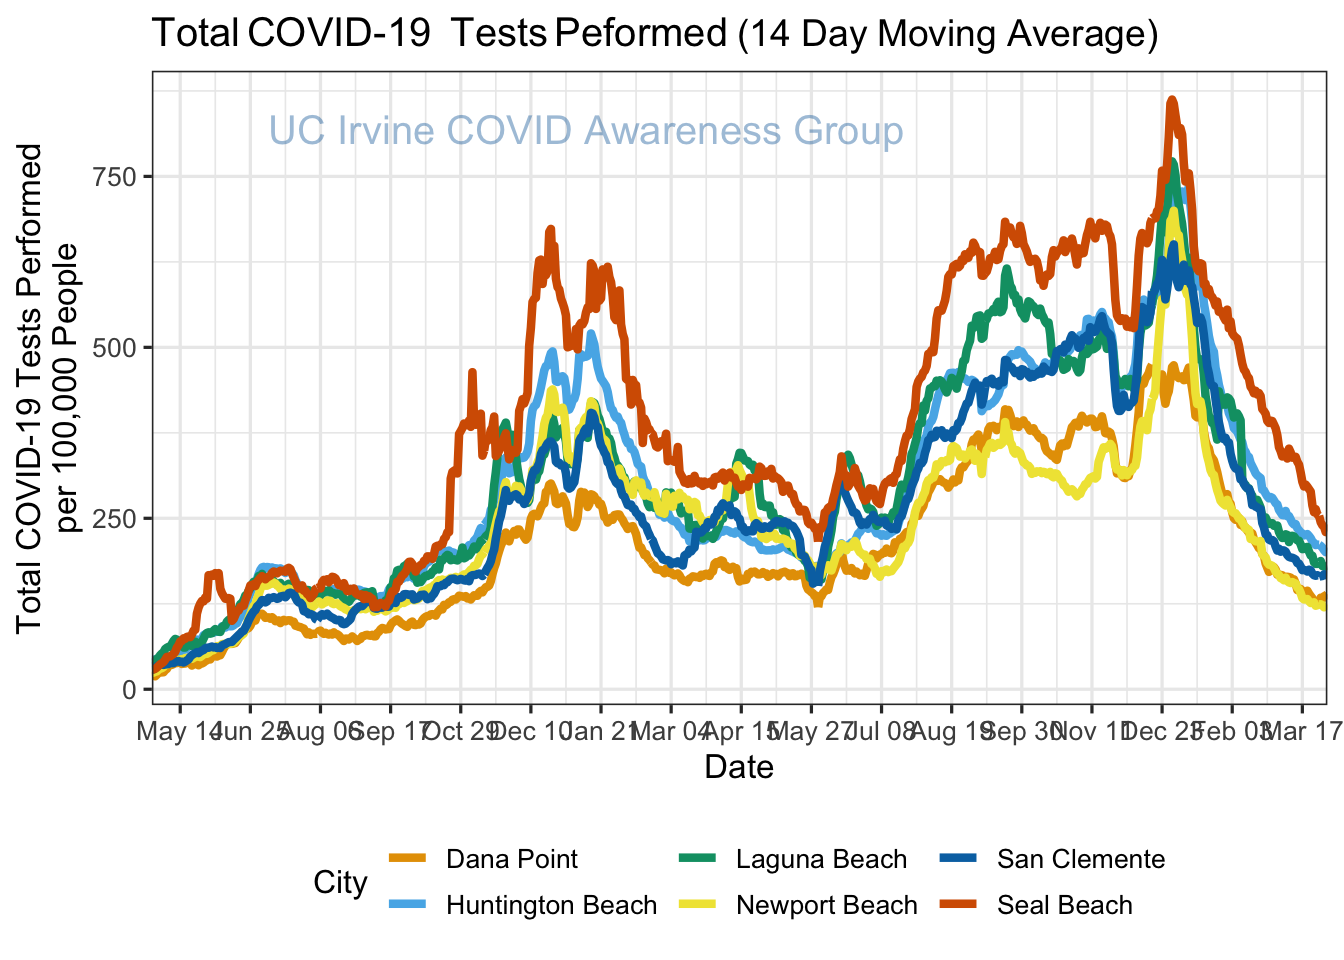 Total COVID-19 Tests Peformed (14 Day Moving Average)
UC Irvine COVID Awareness Group
Total COVID-19 Tests Performed
per 100,000 People
750
500
250
0
May 14 Jun 25 Aug 06 Sep 17 Oct 29 Dec 10 Jan 21 Mar 04 Apr 15 May 27 Jul 08 Aug 19 Sep 30 Nov 11 Dec 23 Feb 03 Mar 17
Date
City
Dana Point Laguna Beach San Clemente
Huntington Beach Newport Beach Seal Beach